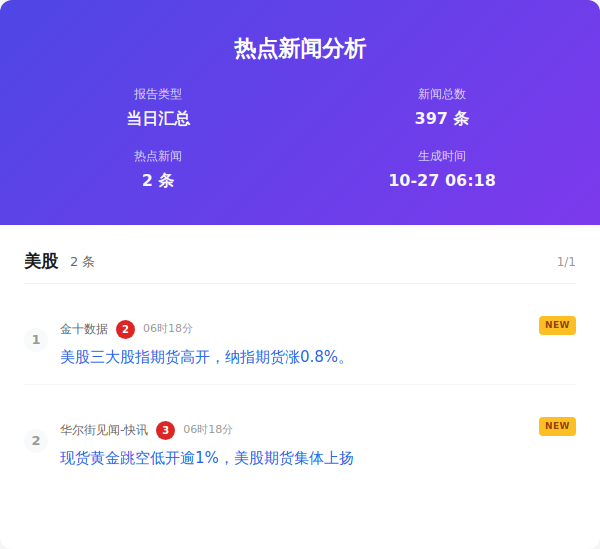 热点新闻分析
报告类型
新闻总数
当日汇总
397 条
热点新闻
生成时间
2 条
10-27 06:18
美股 2 条 1/1
1 金十数据 2 06时18分 NEW
美股三大股指期货高开，纳指期货涨0.8%。
2 华尔街见闻-快讯 3 06时18分 NEW
现货黄金跳空低开逾1%，美股期货集体上扬